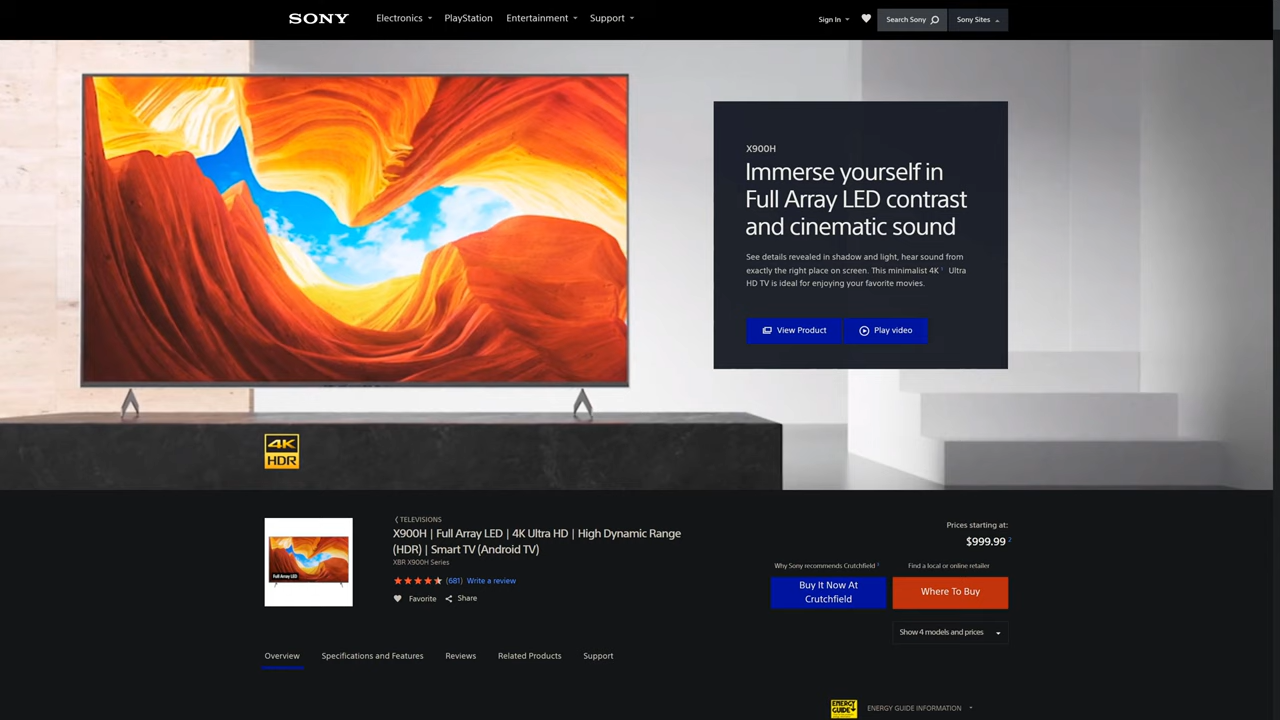 SONY
Electronics
PlayStation
Entertainment
Support
Sign In
Search Sony
Sony Sites
X900H
Immerse yourself in
Full Array LED contrast
and cinematic sound
See details revealed in shadow and light, hear sound from
exactly the right place on screen. This minimalist 4K 1 Ultra
HD TV is ideal for enjoying your favorite movies.
View Product
Play video
4K
HDR
TELEVISIONS
X900H | Full Array LED | 4K Ultra HD | High Dynamic Range
(HDR) | Smart TV (Android TV)
XBR X900H Series
(681) Write a review
Favorite
Share
Full Array LED
Prices starting at:
$999.99 2
Why Sony recommends Crutchfield
Find a local or online retailer
Buy It Now At
Crutchfield
Where To Buy
Show 4 models and prices
Overview
Specifications and Features
Reviews
Related Products
Support
ENERGY
GUIDE
ENERGY GUIDE INFORMATION